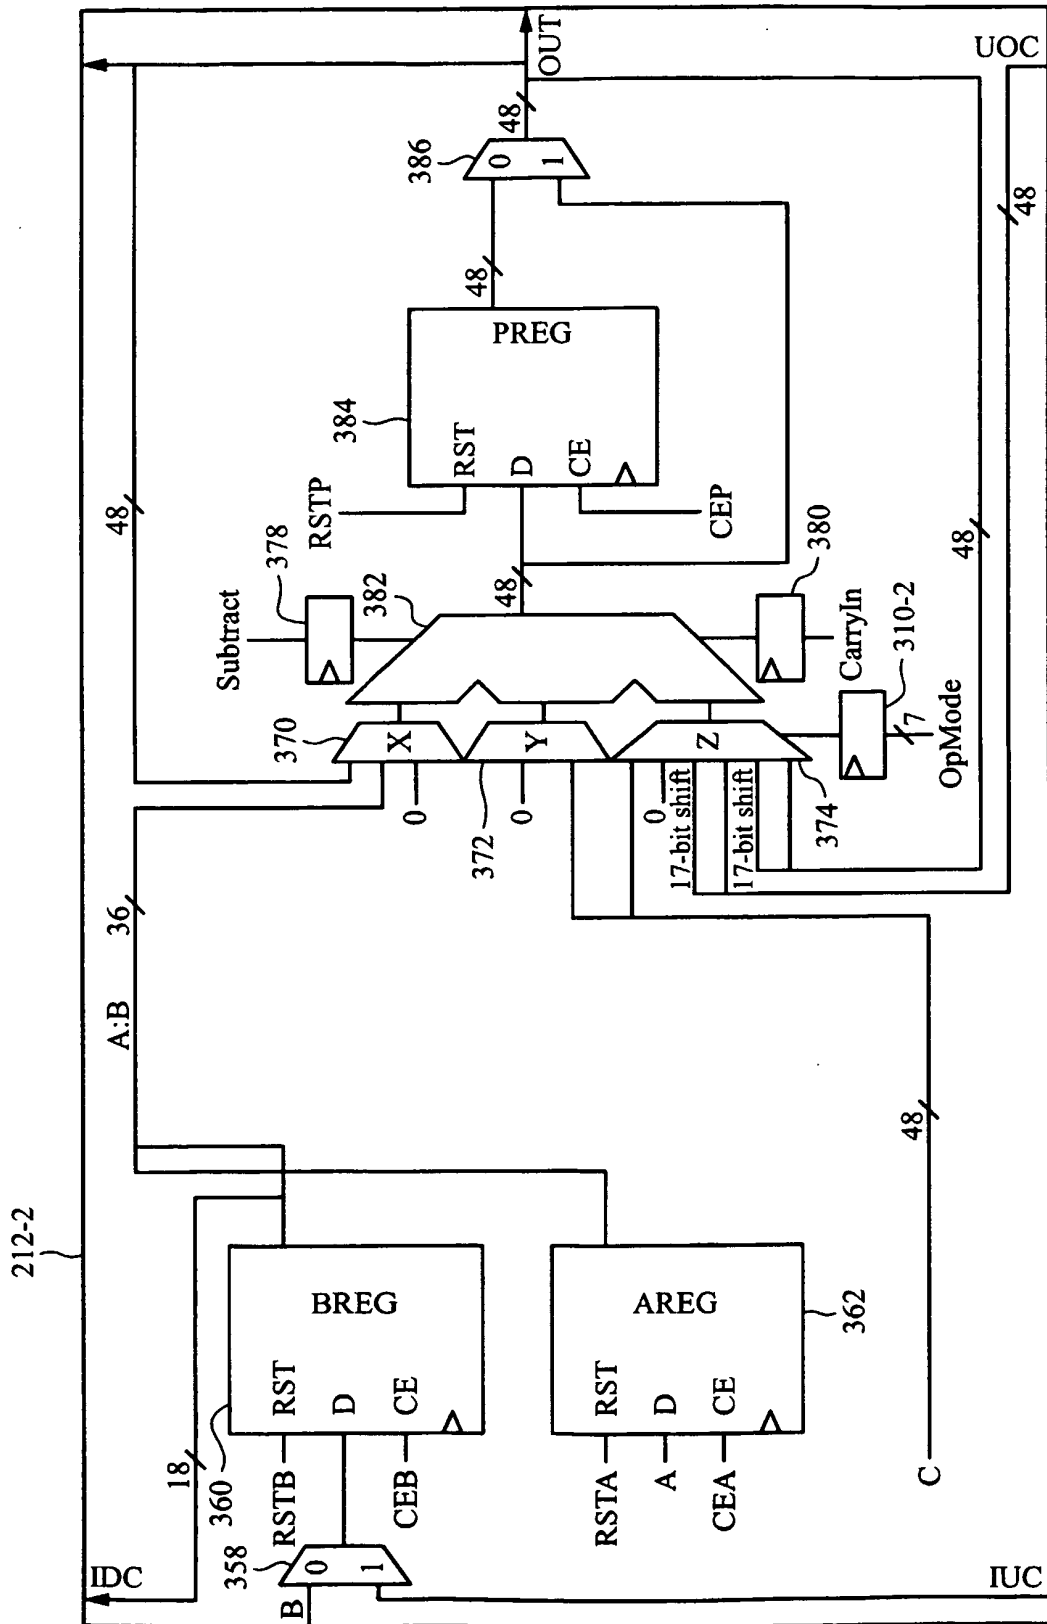 212-2
IDC
18
A:B
36
48
OUT
UOC
48
B
358
0
1
IUC
360
RSTB
CEB
RST
D
CE
BREG
RSTA
A
CEA
RST
D
CE
AREG
362
C
48
370
X
0
372
Y
0
Z
0
17-bit shift
17-bit shift
374
OpMode
7
310-2
Subtract
378
382
48
CarryIn
380
RSTP
CEP
384
RST
D
CE
PREG
48
386
0
1
48
48